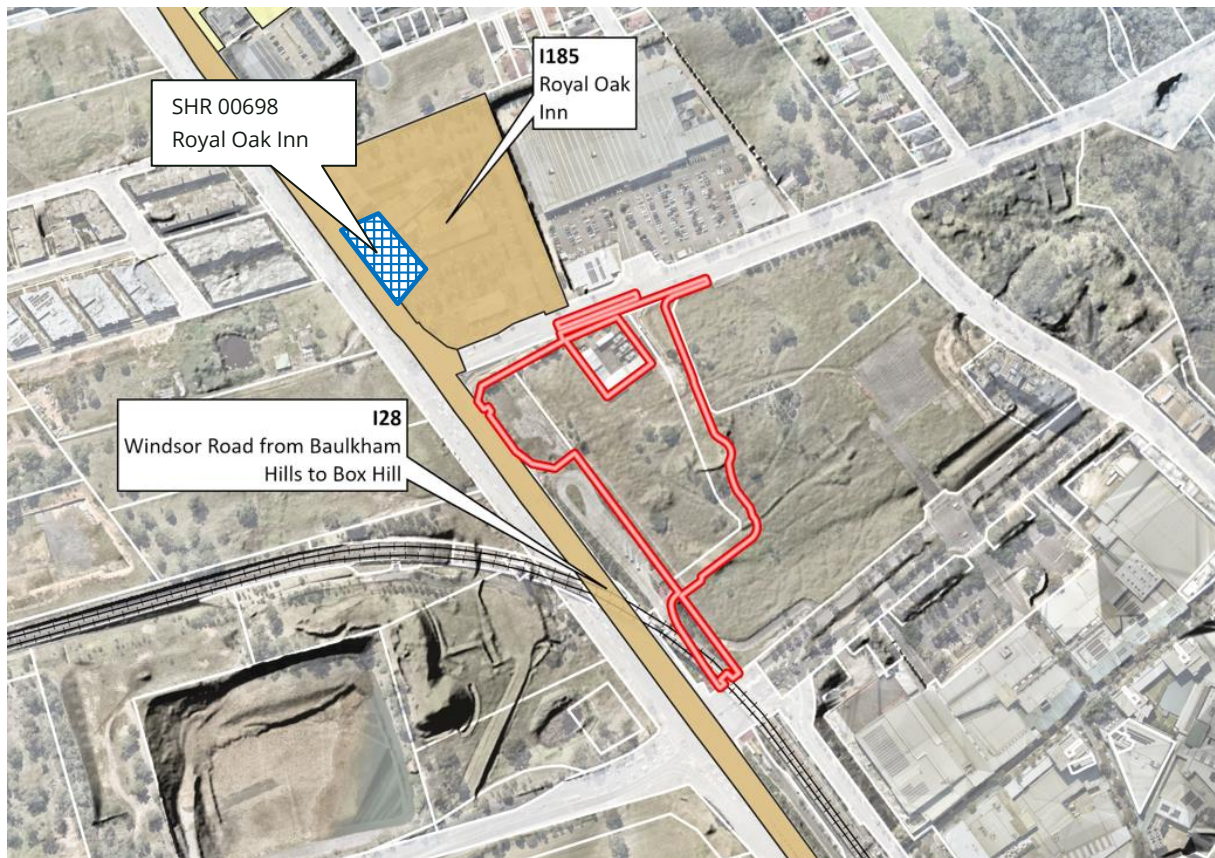 I185
Royal Oak
Inn
SHR 00698
Royal Oak Inn
I28
Windsor Road from Baulkham
Hills to Box Hill